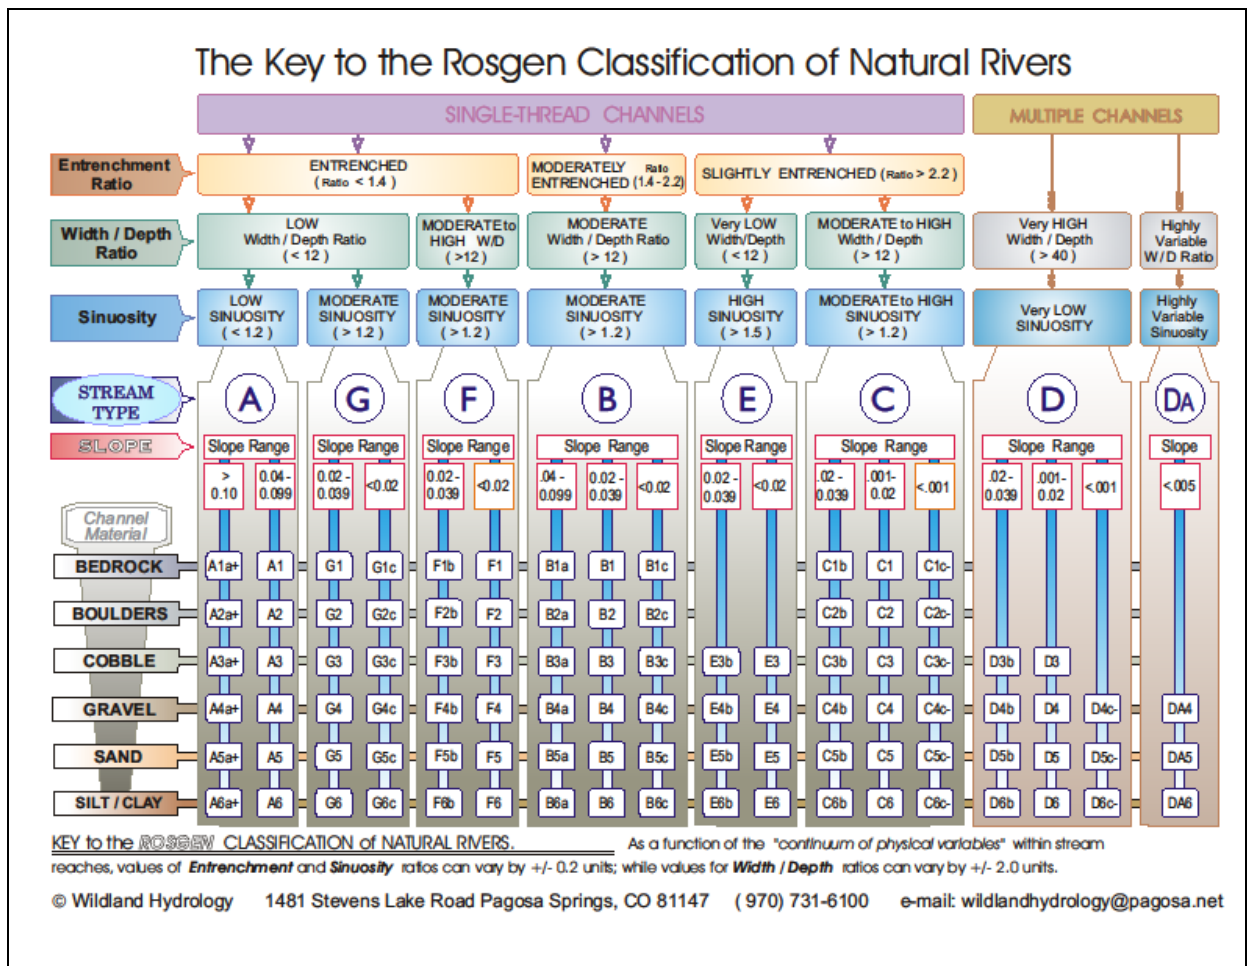 The Key to the Rosgen Classification of Natural Rivers
SINGLE-THREAD CHANNELS
MULTIPLE CHANNELS
Entrenchment
Ratio
ENTRENCHED
( Ratio < 1.4 )
MODERATELY Ratio
ENTRENCHED (1.4 - 2.2)
SLIGHTLY ENTRENCHED (Ratio > 2.2 )
Width / Depth
Ratio
LOW
Width / Depth Ratio
( < 12 )
MODERATE to
HIGH W/D
( >12 )
MODERATE
Width / Depth Ratio
( > 12 )
Very LOW
Width/Depth
( < 12 )
MODERATE to HIGH
Width / Depth
( > 12 )
Very HIGH
Width / Depth
( > 40 )
Highly
Variable
W / D Ratio
Sinuosity
LOW
SINUOSITY
( < 1.2 )
MODERATE
SINUOSITY
( > 1.2 )
MODERATE
SINUOSITY
( > 1.2 )
MODERATE
SINUOSITY
( > 1.2 )
HIGH
SINUOSITY
( > 1.5 )
MODERATE to HIGH
SINUOSITY
( > 1.2 )
Very LOW
SINUOSITY
Highly
Variable
Sinuosity
STREAM
TYPE
A G F B E C D DA
SLOPE
Slope Range Slope Range Slope Range Slope Range Slope Range Slope Range Slope Range Slope
> 0.10
0.04 - 0.099
0.02 - 0.039
<0.02
0.02 - 0.039
<0.02
.04 - 0.099
0.02 - 0.039
<0.02
0.02 - 0.039
<0.02
.02 - 0.039
.001- 0.02
<.001
.02 - 0.039
.001- 0.02
<.001
<.005
Channel
Material
BEDROCK A1a+ A1 G1 G1c F1b F1 B1a B1 B1c C1b C1 C1c-
BOULDERS A2a+ A2 G2 G2c F2b F2 B2a B2 B2c C2b C2 C2c-
COBBLE A3a+ A3 G3 G3c F3b F3 B3a B3 B3c E3b E3 C3b C3 C3c- D3b D3
GRAVEL A4a+ A4 G4 G4c F4b F4 B4a B4 B4c E4b E4 C4b C4 C4c- D4b D4 D4c- DA4
SAND A5a+ A5 G5 G5c F5b F5 B5a B5 B5c E5b E5 C5b C5 C5c- D5b D5 D5c- DA5
SILT / CLAY A6a+ A6 G6 G6c F6b F6 B6a B6 B6c E6b E6 C6b C6 C6c- D6b D6 D6c- DA6
KEY to the ROSGEN CLASSIFICATION of NATURAL RIVERS. As a function of the "continuum of physical variables" within stream
reaches, values of Entrenchment and Sinuosity ratios can vary by +/- 0.2 units; while values for Width / Depth ratios can vary by +/- 2.0 units.
© Wildland Hydrology 1481 Stevens Lake Road Pagosa Springs, CO 81147 ( 970) 731-6100 e-mail: wildlandhydrology@pagosa.net